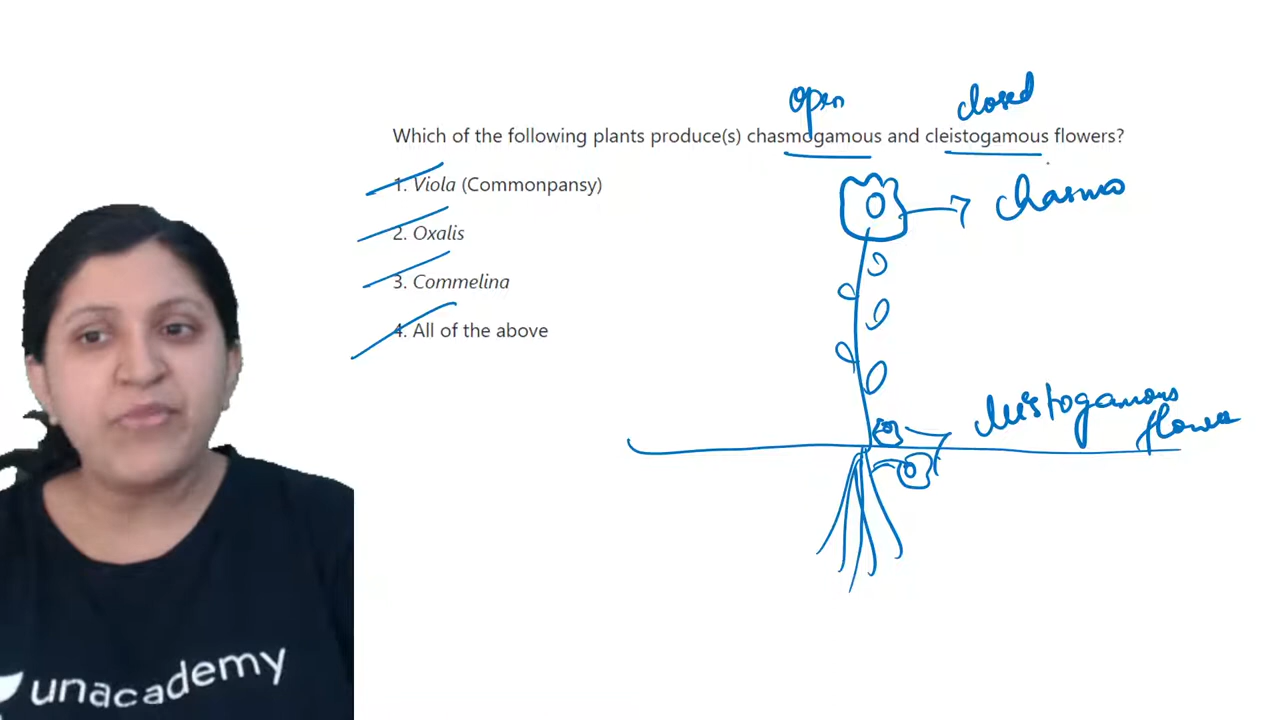 open closed
Which of the following plants produce(s) chasmogamous and cleistogamous flowers?
1. Viola (Commonpansy)
chasmo
2. Oxalis
3. Commelina
4. All of the above
cleistogamous
flower
unacademy